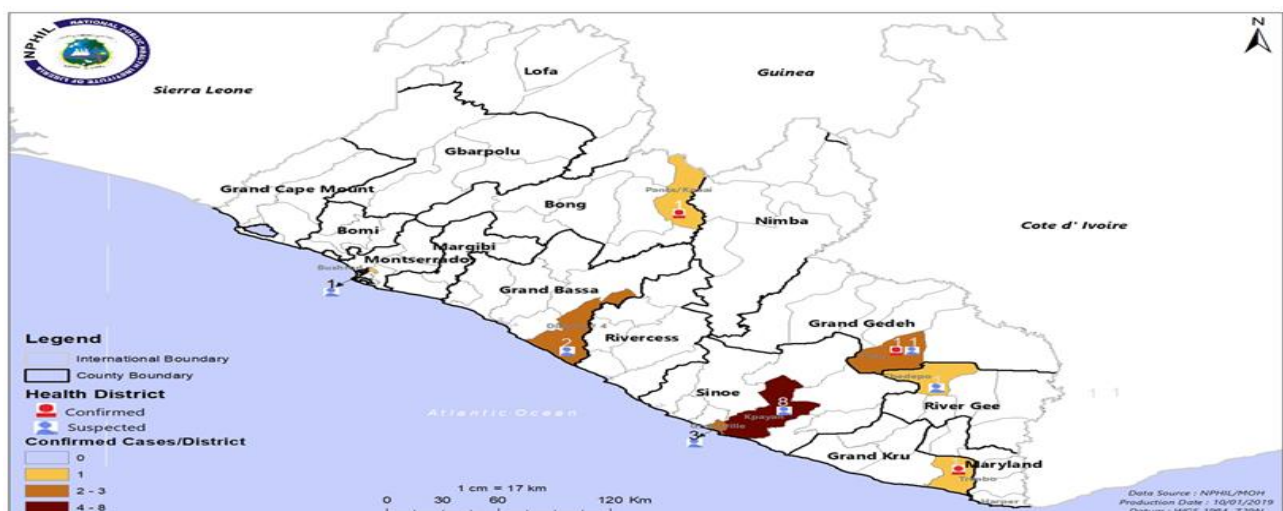 NPHIL
NATIONAL PUBLIC HEALTH INSTITUTE OF LIBERIA
N
Lofa
Guinea
Sierra Leone
Gbarpolu
Grand Cape Mount
Bong
1
Nimba
Cote d' Ivoire
Bomi
Margibi
Montserrado
1
Grand Bassa
2
Rivercess
Grand Gedeh
1 1
Sinoe
8
Kpayan
3
River Gee
Grand Kru
Maryland
Harper
Atlantic Ocean
Legend
International Boundary
County Boundary
Health District
Confirmed
Suspected
Confirmed Cases/District
0
1
2 - 3
4 - 8
1 cm = 17 km
0 30 60 120 Km
Data Source : NPHIL/MOH
Production Date : 10/01/2019